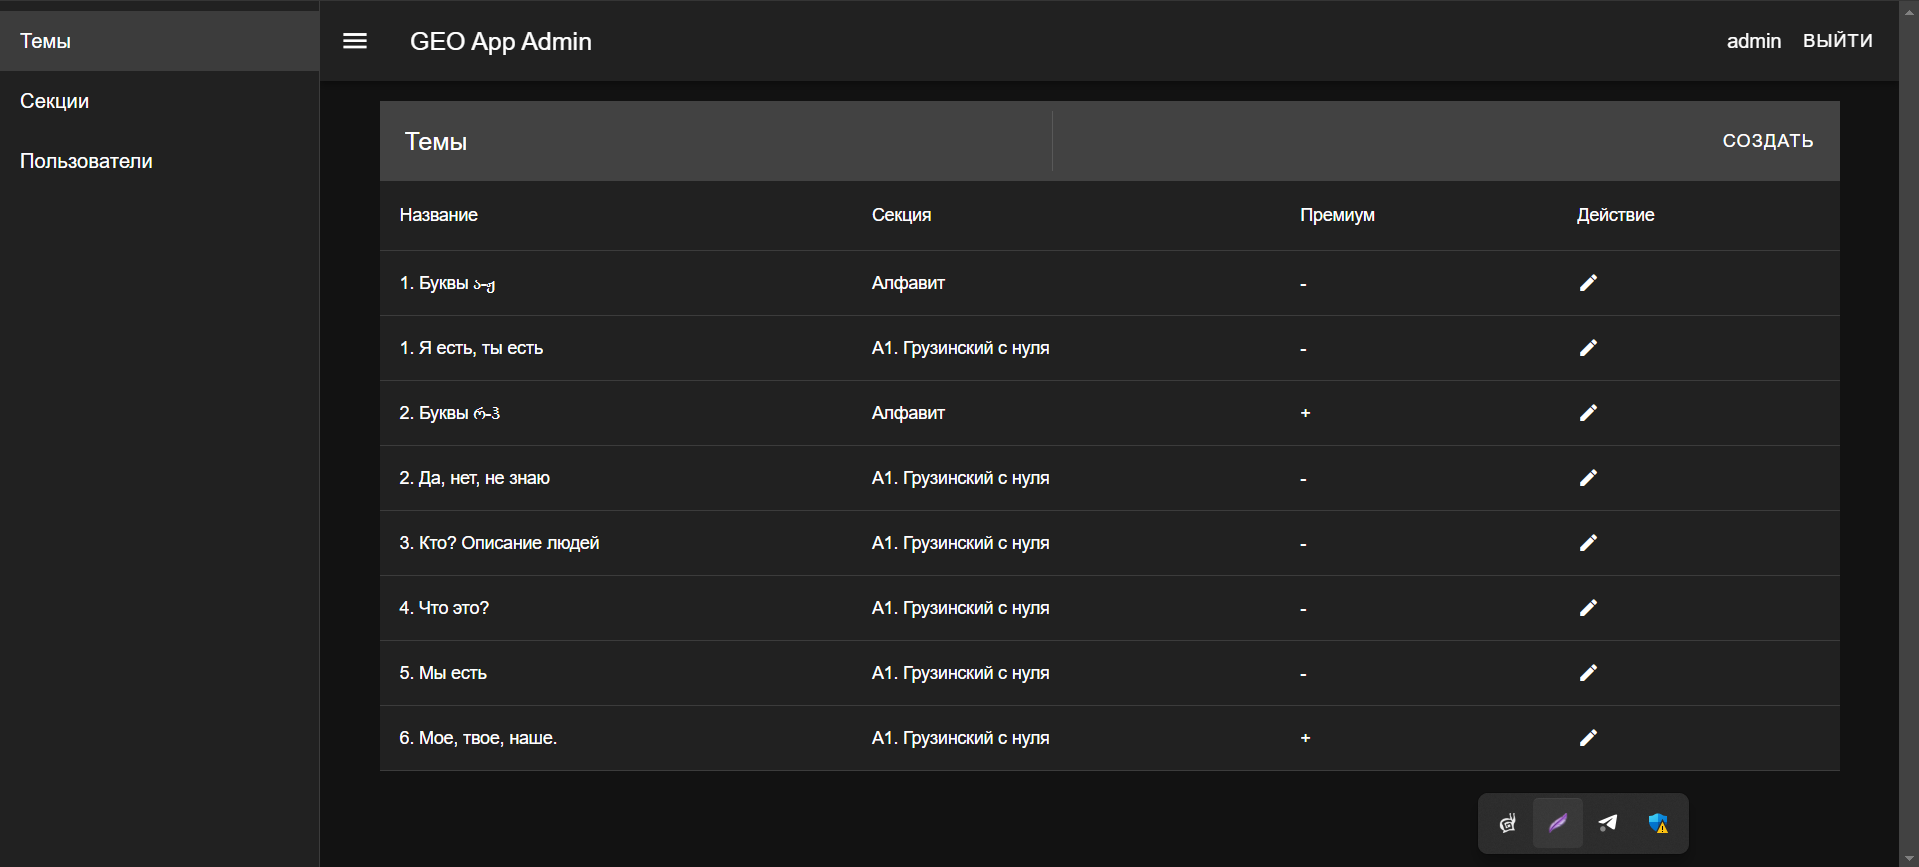 Темы
Секции
Пользователи
GEO App Admin
admin ВЫЙТИ
Темы
СОЗДАТЬ
Название Секция Премиум Действие
1. Буквы ა-ჟ Алфавит -
1. Я есть, ты есть А1. Грузинский с нуля -
2. Буквы რ-ჰ Алфавит +
2. Да, нет, не знаю А1. Грузинский с нуля -
3. Кто? Описание людей А1. Грузинский с нуля -
4. Что это? А1. Грузинский с нуля -
5. Мы есть А1. Грузинский с нуля -
6. Мое, твое, наше. А1. Грузинский с нуля +